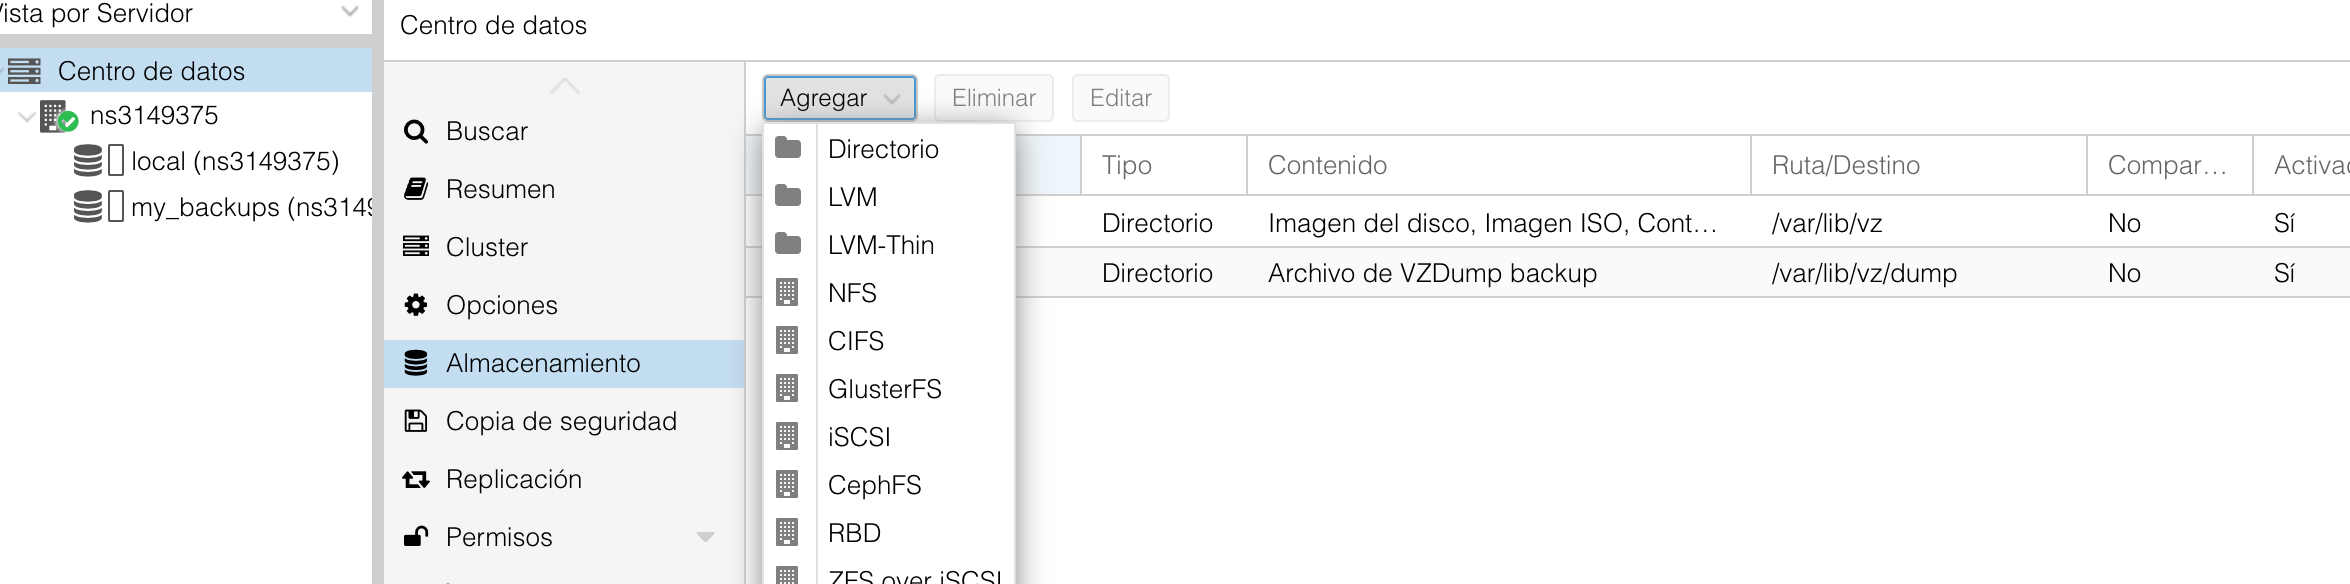 Vista por Servidor
Centro de datos
ns3149375
local (ns3149375)
my_backups (ns3149
Centro de datos
Buscar
Resumen
Cluster
Opciones
Almacenamiento
Copia de seguridad
Replicación
Permisos
Agregar
Eliminar
Editar
Directorio
LVM
LVM-Thin
NFS
CIFS
GlusterFS
iSCSI
CephFS
RBD
ZFS over iSCSI
Tipo Contenido Ruta/Destino Compar... Activad
Directorio Imagen del disco, Imagen ISO, Cont... /var/lib/vz No Sí
Directorio Archivo de VZDump backup /var/lib/vz/dump No Sí